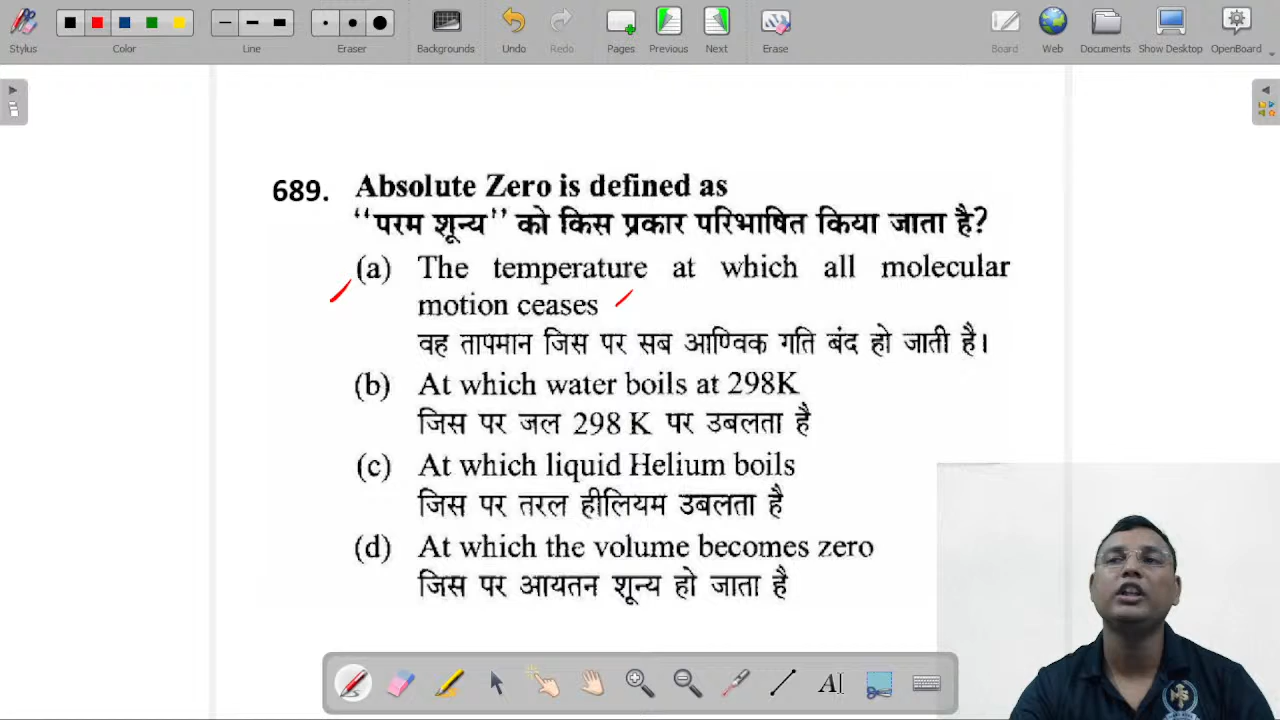 Stylus
Color
Line
Eraser
Backgrounds
Undo
Redo
Pages
Previous
Next
Erase
Board
Web
Documents
Show Desktop
OpenBoard
689. Absolute Zero is defined as
‘‘परम शून्य’’ को किस प्रकार परिभाषित किया जाता है?
(a) The temperature at which all molecular
motion ceases
वह तापमान जिस पर सब आण्विक गति बंद हो जाती है।
(b) At which water boils at 298K
जिस पर जल 298 K पर उबलता है
(c) At which liquid Helium boils
जिस पर तरल हीलियम उबलता है
(d) At which the volume becomes zero
जिस पर आयतन शून्य हो जाता है